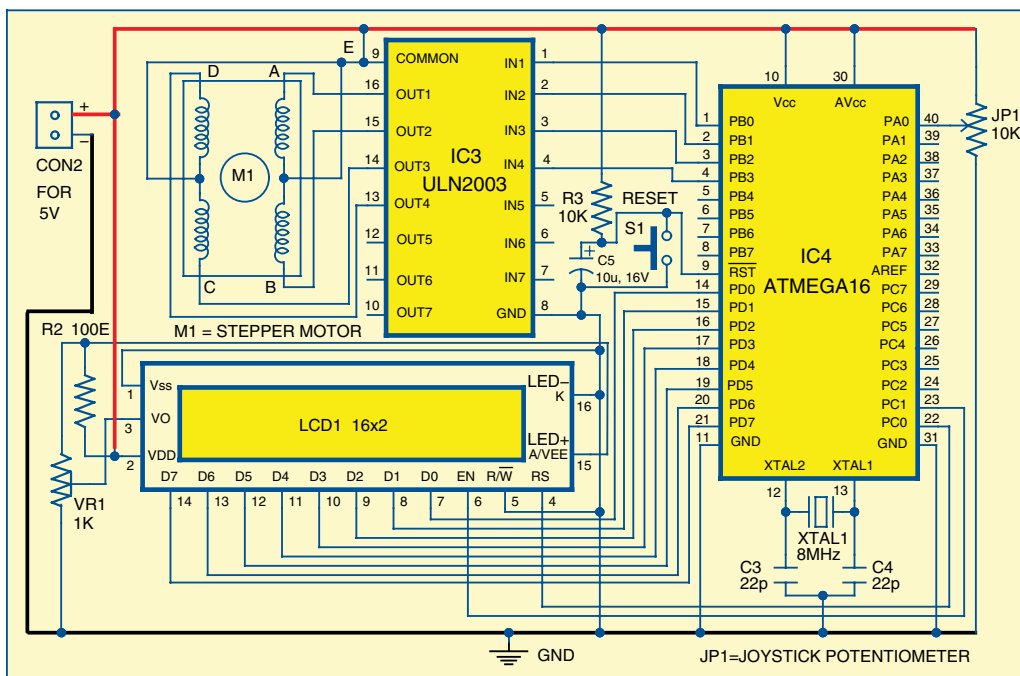 +
−
CON2
FOR
5V
D
A
E
C
B
M1
M1 = STEPPER MOTOR
9 COMMON
16 OUT1
15 OUT2
14 OUT3
13 OUT4
12 OUT5
11 OUT6
10 OUT7
IC3
ULN2003
IN1 1
IN2 2
IN3 3
IN4 4
IN5 5
IN6 6
IN7 7
GND 8
R3
10K
RESET
S1
+
C5
10u, 16V
10
Vcc
30
AVcc
1 PB0
2 PB1
3 PB2
4 PB3
5 PB4
6 PB5
7 PB6
8 PB7
9 RST
14 PD0
15 PD1
16 PD2
17 PD3
18 PD4
19 PD5
20 PD6
21 PD7
11 GND
IC4
ATMEGA16
PA0 40
PA1 39
PA2 38
PA3 37
PA4 36
PA5 35
PA6 34
PA7 33
AREF 32
PC7 29
PC6 28
PC5 27
PC4 26
PC3 25
PC2 24
PC1 23
PC0 22
GND 31
XTAL2 XTAL1
12 13
JP1
10K
XTAL1
8MHz
C3
22p
C4
22p
R2 100E
VR1
1K
Vss
1
VO
3
VDD
2
LCD1 16x2
LED−
K
16
LED+
A/VEE
15
D7 D6 D5 D4 D3 D2 D1 D0 EN R/W RS
14 13 12 11 10 9 8 7 6 5 4
GND
JP1=JOYSTICK POTENTIOMETER